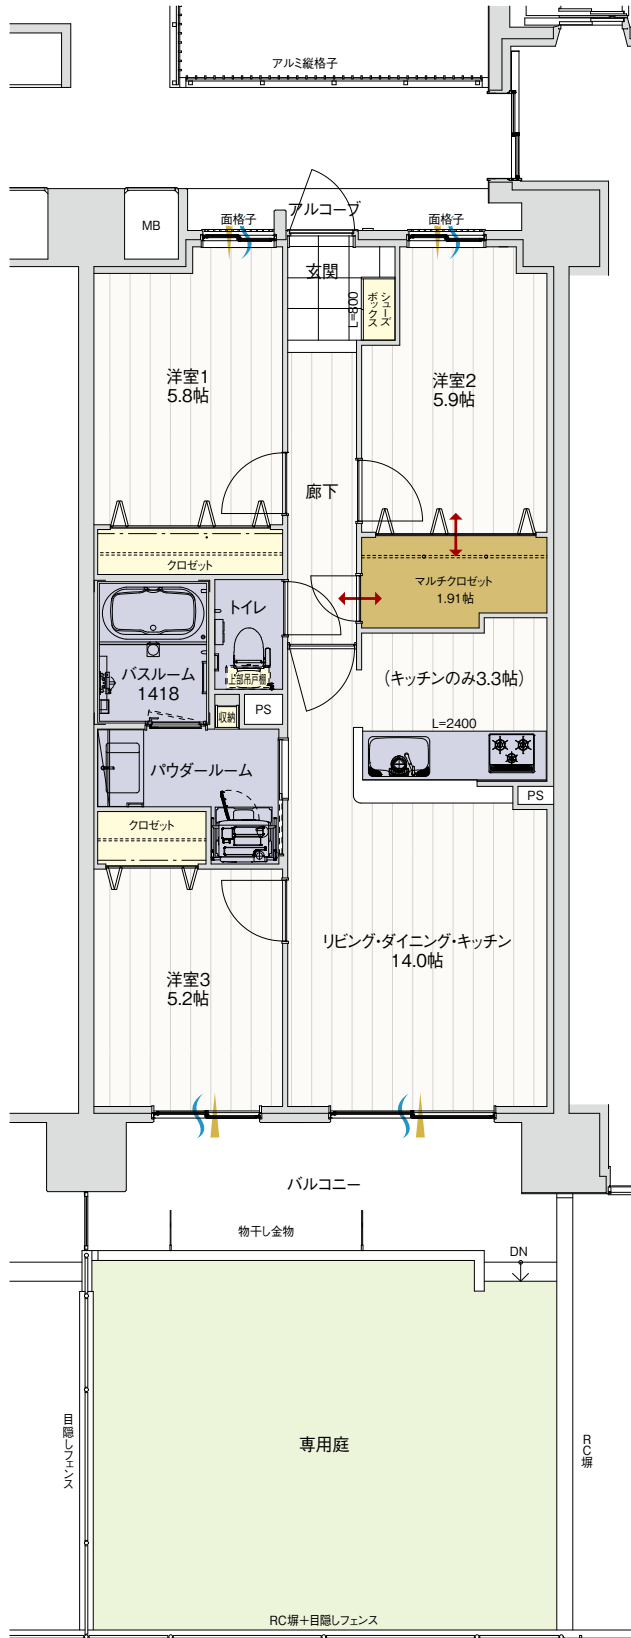 アルミ縦格子
MB
面格子
アルコーブ
面格子
玄関
シューズ
ボックス
L=800
洋室1
5.8帖
洋室2
5.9帖
廊下
クロゼット
マルチクロゼット
1.91帖
トイレ
上部吊戸棚
バスルーム
1418
(キッチンのみ3.3帖)
収納
PS
L=2400
パウダールーム
PS
クロゼット
リビング・ダイニング・キッチン
14.0帖
洋室3
5.2帖
バルコニー
物干し金物
DN
目隠しフェンス
専用庭
RC塀
RC塀+目隠しフェンス